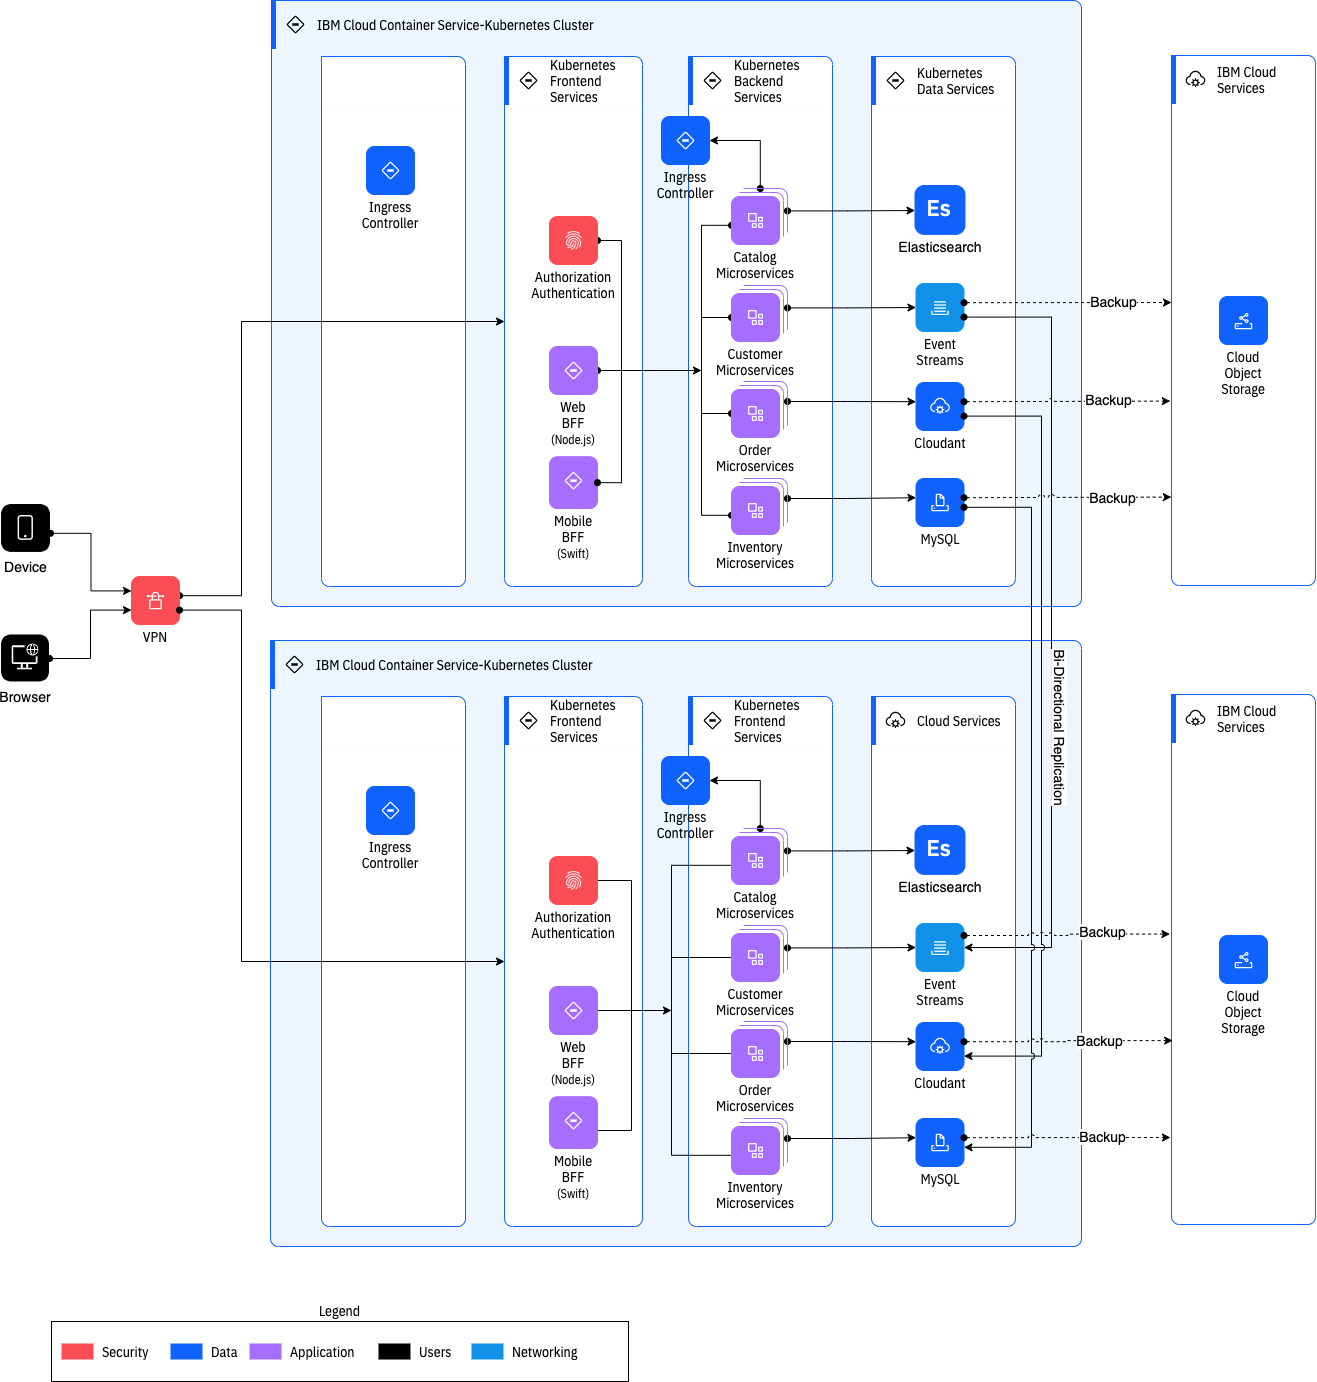 IBM Cloud Container Service-Kubernetes Cluster
Kubernetes
Frontend
Services
Kubernetes
Backend
Services
Kubernetes
Data Services
IBM Cloud
Services
Ingress
Controller
Authorization
Authentication
Web
BFF
(Node.js)
Mobile
BFF
(Swift)
Ingress
Controller
Catalog
Microservices
Customer
Microservices
Order
Microservices
Inventory
Microservices
Es
Elasticsearch
Event
Streams
Cloudant
MySQL
Backup
Backup
Backup
Cloud
Object
Storage
Device
Browser
VPN
Bi-Directional Replication
IBM Cloud Container Service-Kubernetes Cluster
Kubernetes
Frontend
Services
Kubernetes
Frontend
Services
Cloud Services
IBM Cloud
Services
Ingress
Controller
Authorization
Authentication
Web
BFF
(Node.js)
Mobile
BFF
(Swift)
Ingress
Controller
Catalog
Microservices
Customer
Microservices
Order
Microservices
Inventory
Microservices
Es
Elasticsearch
Event
Streams
Cloudant
MySQL
Backup
Backup
Backup
Cloud
Object
Storage
Legend
Security Data Application Users Networking